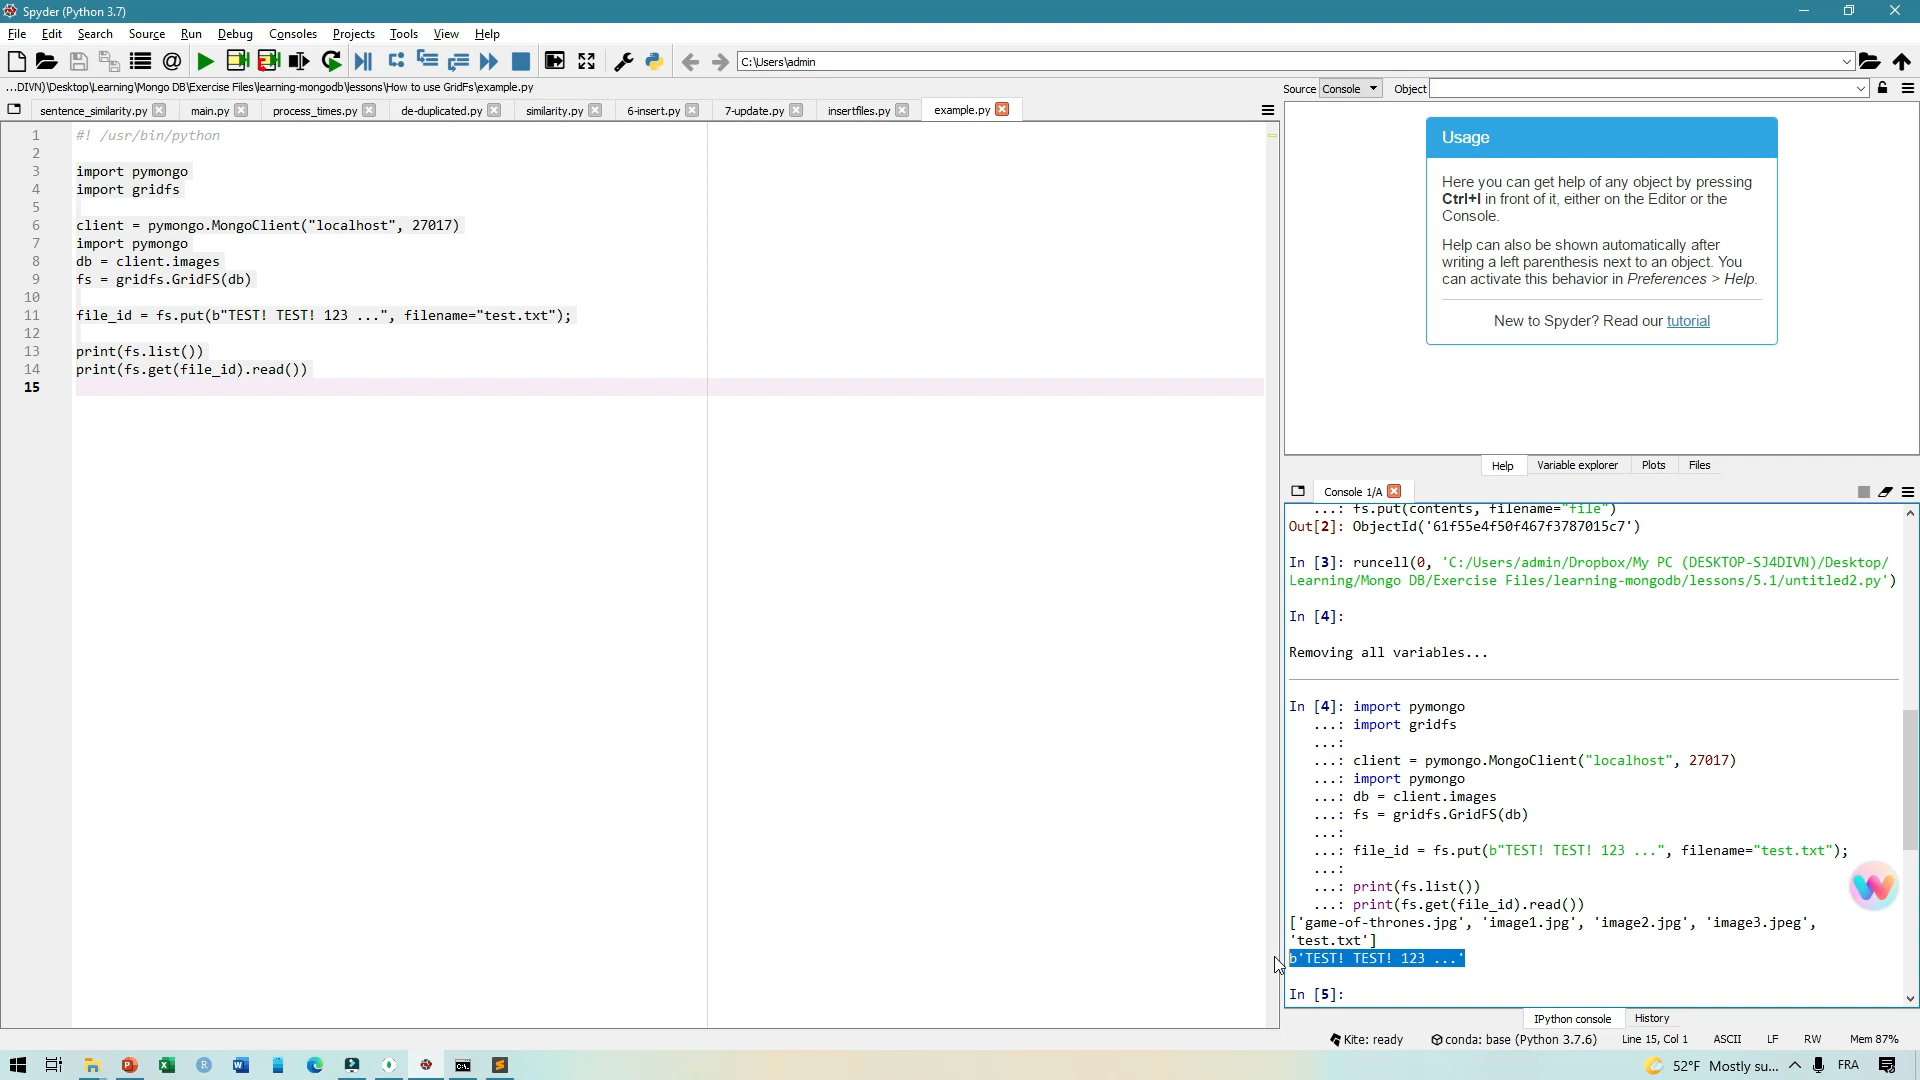 Spyder (Python 3.7)
File Edit Search Source Run Debug Consoles Projects Tools View Help
C:\Users\admin
...DIVN)\Desktop\Learning\Mongo DB\Exercise Files\learning-mongodb\lessons\How to use GridFs\example.py
Source Console Object
sentence_similarity.py main.py process_times.py de-duplicated.py similarity.py 6-insert.py 7-update.py insertfiles.py example.py
1 #! /usr/bin/python
2
3 import pymongo
4 import gridfs
5
6 client = pymongo.MongoClient("localhost", 27017)
7 import pymongo
8 db = client.images
9 fs = gridfs.GridFS(db)
10
11 file_id = fs.put(b"TEST! TEST! 123 ...", filename="test.txt");
12
13 print(fs.list())
14 print(fs.get(file_id).read())
15
Usage
Here you can get help of any object by pressing
Ctrl+I in front of it, either on the Editor or the
Console.
Help can also be shown automatically after
writing a left parenthesis next to an object. You
can activate this behavior in Preferences > Help.
New to Spyder? Read our tutorial
Help Variable explorer Plots Files
Console 1/A
...: fs.put(contents, filename="file")
Out[2]: ObjectId('61f55e4f50f467f3787015c7')
In [3]: runcell(0, 'C:/Users/admin/Dropbox/My PC (DESKTOP-SJ4DIVN)/Desktop/
Learning/Mongo DB/Exercise Files/learning-mongodb/lessons/5.1/untitled2.py')
In [4]:
Removing all variables...
In [4]: import pymongo
...: import gridfs
...:
...: client = pymongo.MongoClient("localhost", 27017)
...: import pymongo
...: db = client.images
...: fs = gridfs.GridFS(db)
...:
...: file_id = fs.put(b"TEST! TEST! 123 ...", filename="test.txt");
...:
...: print(fs.list())
...: print(fs.get(file_id).read())
['game-of-thrones.jpg', 'image1.jpg', 'image2.jpg', 'image3.jpeg',
'test.txt']
b'TEST! TEST! 123 ...'
In [5]:
IPython console History
Kite: ready conda: base (Python 3.7.6) Line 15, Col 1 ASCII LF RW Mem 87%
52°F Mostly su... FRA